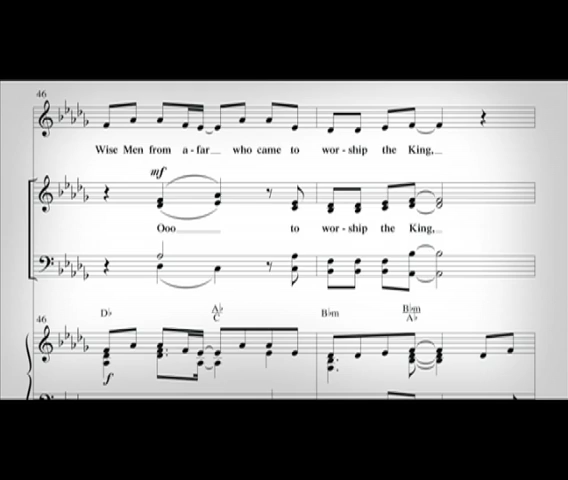 46
Wise Men from a - far__ who came to wor - ship the King,__
mf
Ooo______ to wor - ship the King,__
D♭ A♭/C B♭m B♭m/A♭
46
f